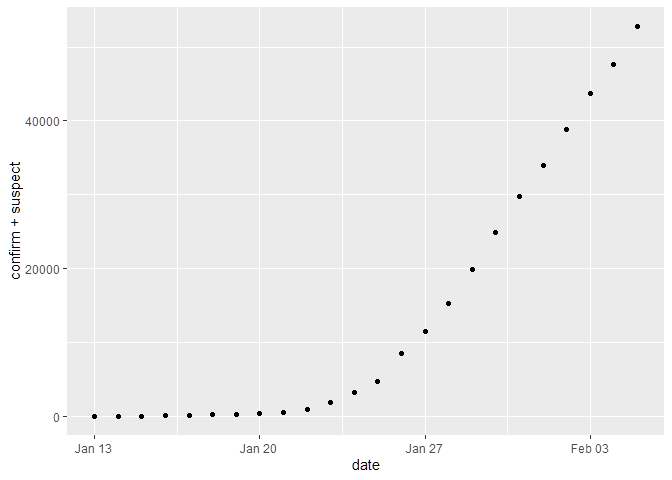 confirm + suspect
40000
20000
0
Jan 13
Jan 20
Jan 27
Feb 03
date